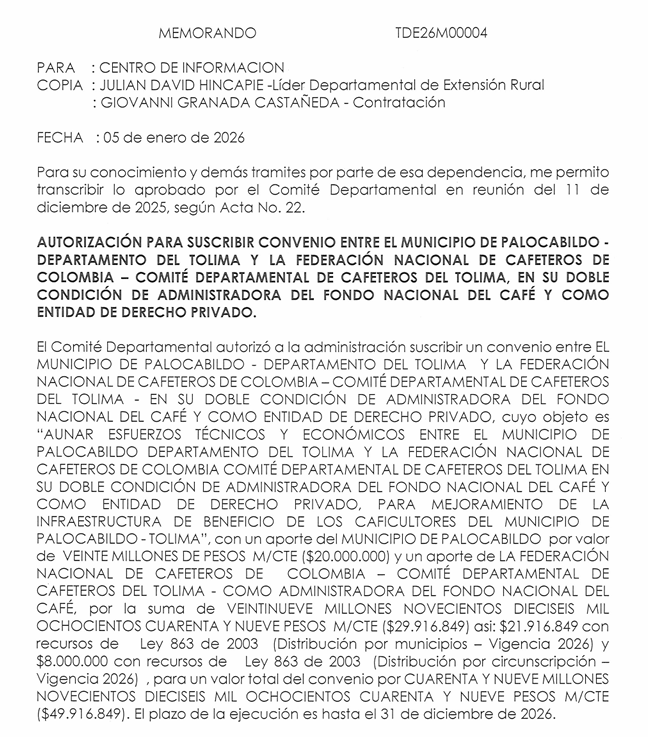 MEMORANDO TDE26M00004
PARA : CENTRO DE INFORMACION
COPIA : JULIAN DAVID HINCAPIE -Líder Departamental de Extensión Rural
: GIOVANNI GRANADA CASTAÑEDA - Contratación
FECHA : 05 de enero de 2026
Para su conocimiento y demás tramites por parte de esa dependencia, me permito
transcribir lo aprobado por el Comité Departamental en reunión del 11 de
diciembre de 2025, según Acta No. 22.
AUTORIZACIÓN PARA SUSCRIBIR CONVENIO ENTRE EL MUNICIPIO DE PALOCABILDO -
DEPARTAMENTO DEL TOLIMA Y LA FEDERACIÓN NACIONAL DE CAFETEROS DE
COLOMBIA – COMITÉ DEPARTAMENTAL DE CAFETEROS DEL TOLIMA, EN SU DOBLE
CONDICIÓN DE ADMINISTRADORA DEL FONDO NACIONAL DEL CAFÉ Y COMO
ENTIDAD DE DERECHO PRIVADO.
El Comité Departamental autorizó a la administración suscribir un convenio entre EL
MUNICIPIO DE PALOCABILDO - DEPARTAMENTO DEL TOLIMA Y LA FEDERACIÓN
NACIONAL DE CAFETEROS DE COLOMBIA – COMITÉ DEPARTAMENTAL DE CAFETEROS
DEL TOLIMA - EN SU DOBLE CONDICIÓN DE ADMINISTRADORA DEL FONDO
NACIONAL DEL CAFÉ Y COMO ENTIDAD DE DERECHO PRIVADO, cuyo objeto es
“AUNAR ESFUERZOS TÉCNICOS Y ECONÓMICOS ENTRE EL MUNICIPIO DE
PALOCABILDO DEPARTAMENTO DEL TOLIMA Y LA FEDERACIÓN NACIONAL DE
CAFETEROS DE COLOMBIA COMITÉ DEPARTAMENTAL DE CAFETEROS DEL TOLIMA EN
SU DOBLE CONDICIÓN DE ADMINISTRADORA DEL FONDO NACIONAL DEL CAFÉ Y
COMO ENTIDAD DE DERECHO PRIVADO, PARA MEJORAMIENTO DE LA
INFRAESTRUCTURA DE BENEFICIO DE LOS CAFICULTORES DEL MUNICIPIO DE
PALOCABILDO - TOLIMA”, con un aporte del MUNICIPIO DE PALOCABILDO por valor
de VEINTE MILLONES DE PESOS M/CTE ($20.000.000) y un aporte de LA FEDERACIÓN
NACIONAL DE CAFETEROS DE COLOMBIA – COMITÉ DEPARTAMENTAL DE
CAFETEROS DEL TOLIMA - COMO ADMINISTRADORA DEL FONDO NACIONAL DEL
CAFÉ, por la suma de VEINTINUEVE MILLONES NOVECIENTOS DIECISEIS MIL
OCHOCIENTOS CUARENTA Y NUEVE PESOS M/CTE ($29.916.849) asi: $21.916.849 con
recursos de Ley 863 de 2003 (Distribución por municipios – Vigencia 2026) y
$8.000.000 con recursos de Ley 863 de 2003 (Distribución por circunscripción –
Vigencia 2026) , para un valor total del convenio por CUARENTA Y NUEVE MILLONES
NOVECIENTOS DIECISEIS MIL OCHOCIENTOS CUARENTA Y NUEVE PESOS M/CTE
($49.916.849). El plazo de la ejecución es hasta el 31 de diciembre de 2026.